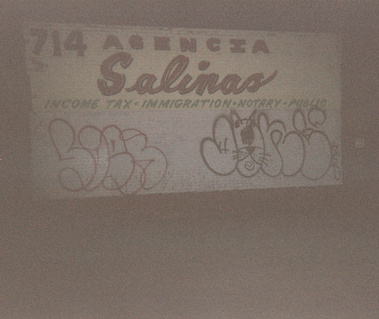 714 AGENCIA
Salinas
INCOME TAX • IMMIGRATION • NOTARY • PUBLIC